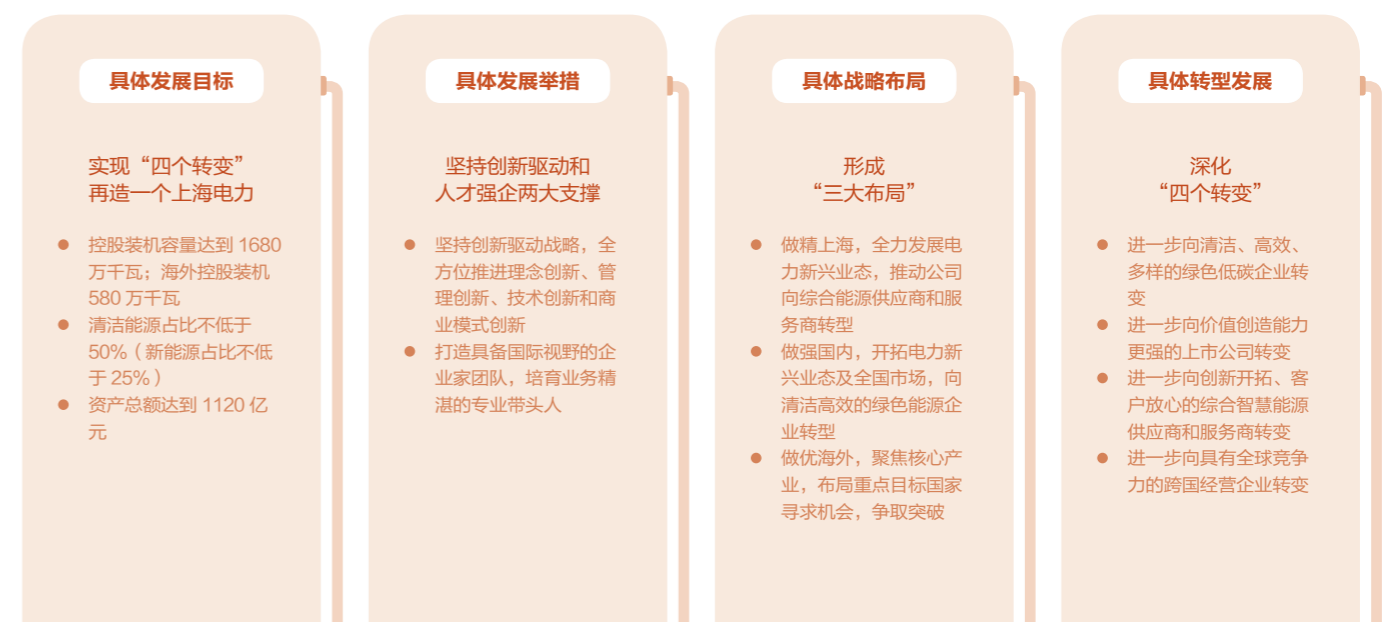 具体发展目标
实现“四个转变”
再造一个上海电力
● 控股装机容量达到 1680
万千瓦；海外控股装机
580 万千瓦
● 清洁能源占比不低于
50%（新能源占比不低
于 25%）
● 资产总额达到 1120 亿
元
具体发展举措
坚持创新驱动和
人才强企两大支撑
● 坚持创新驱动战略，全
方位推进理念创新、管
理创新、技术创新和商
业模式创新
● 打造具备国际视野的企
业家团队，培育业务精
湛的专业带头人
具体战略布局
形成
“三大布局”
● 做精上海，全力发展电
力新兴业态，推动公司
向综合能源供应商和服
务商转型
● 做强国内，开拓电力新
兴业态及全国市场，向
清洁高效的绿色能源企
业转型
● 做优海外，聚焦核心产
业，布局重点目标国家
寻求机会，争取突破
具体转型发展
深化
“四个转变”
● 进一步向清洁、高效、
多样的绿色低碳企业转
变
● 进一步向价值创造能力
更强的上市公司转变
● 进一步向创新开拓、客
户放心的综合智慧能源
供应商和服务商转变
● 进一步向具有全球竞争
力的跨国经营企业转变